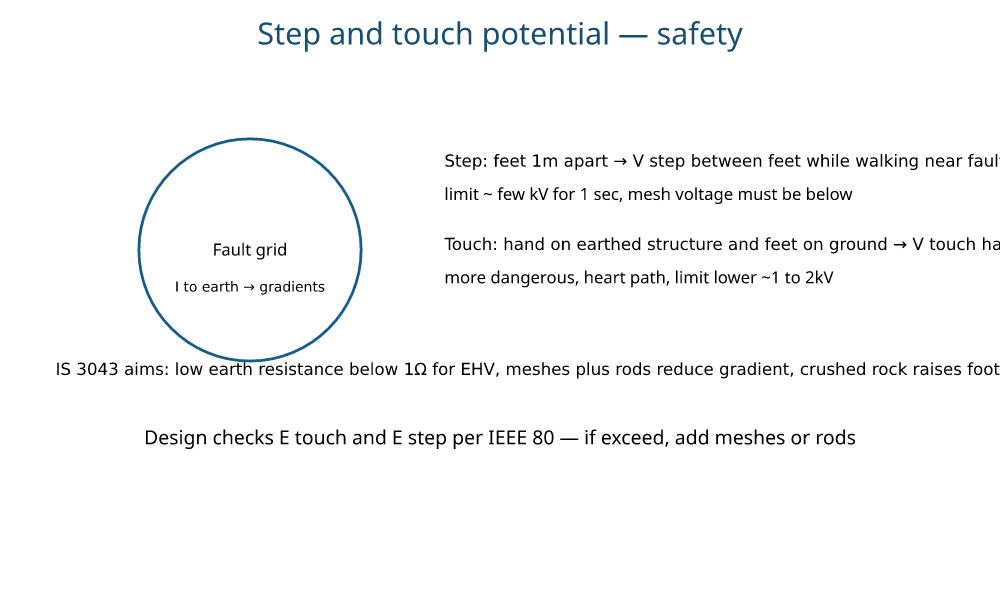 Step and touch potential — safety
Step: feet 1m apart → V step between feet while walking near
limit ~ few kV for 1 sec, mesh voltage must be below
Fault grid
Touch: hand on earthed structure and feet on ground → V touch
I to earth → gradients
more dangerous, heart path, limit lower ~1 to 2kV
IS 3043 aims: low earth resistance below 1Ω for EHV, meshes plus rods reduce gradient, crushed rock raises foot
Design checks E touch and E step per IEEE 80 — if exceed, add meshes or rods